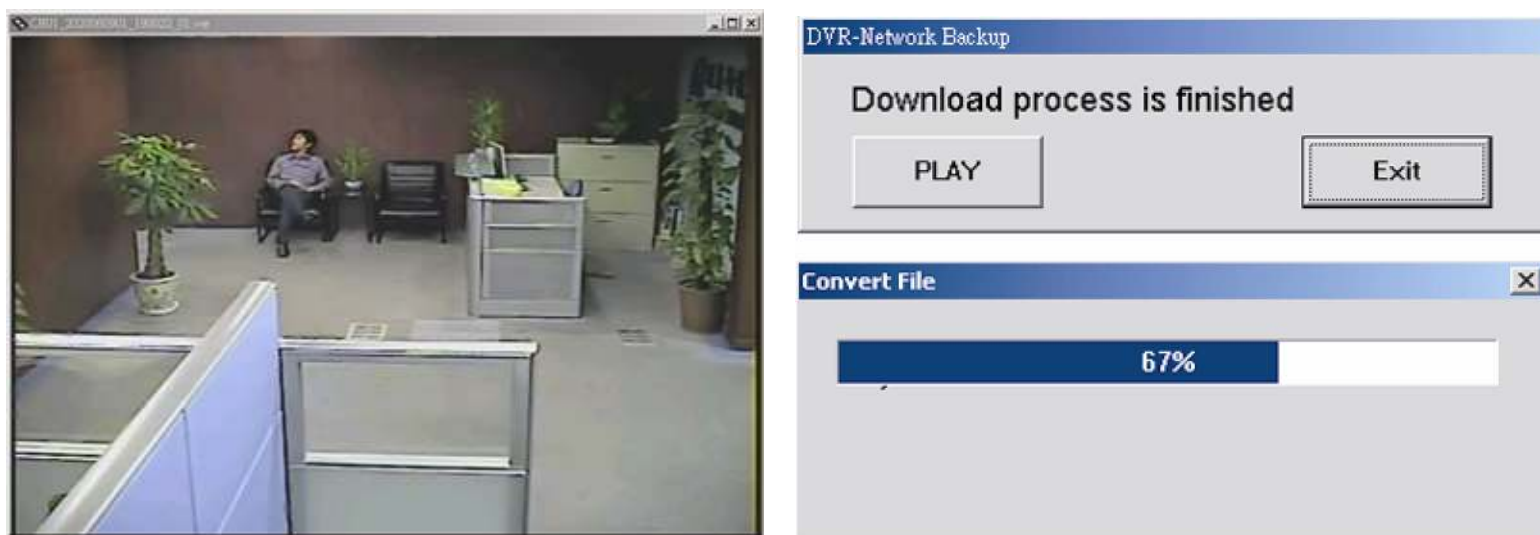 DVR-Network Backup
Download process is finished
PLAY
Exit
Convert File
67%